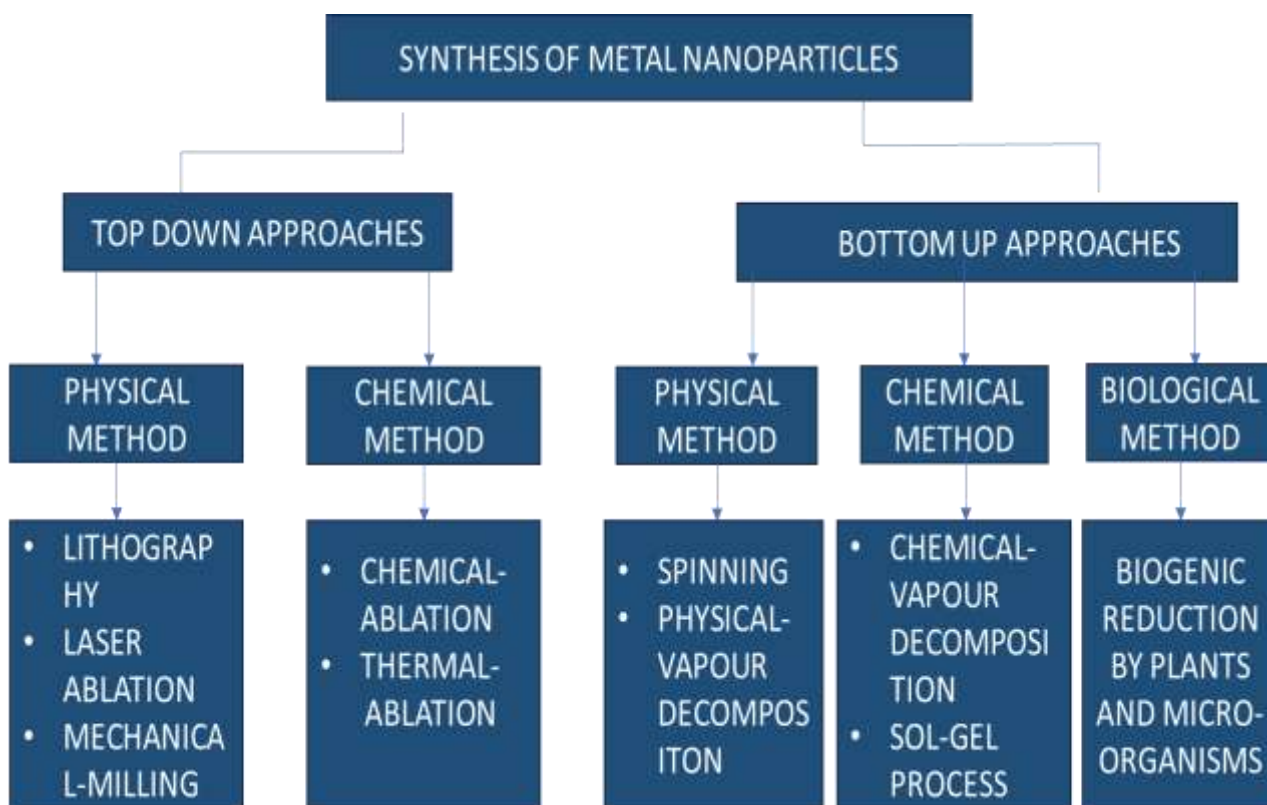 SYNTHESIS OF METAL NANOPARTICLES
TOP DOWN APPROACHES
BOTTOM UP APPROACHES
PHYSICAL
METHOD
CHEMICAL
METHOD
PHYSICAL
METHOD
CHEMICAL
METHOD
BIOLOGICAL
METHOD
• LITHOGRAP
HY
• LASER
ABLATION
• MECHANICA
L-MILLING
• CHEMICAL-
ABLATION
• THERMAL-
ABLATION
• SPINNING
• PHYSICAL-
VAPOUR
DECOMPOS
ITON
• CHEMICAL-
VAPOUR
DECOMPOSI
TION
• SOL-GEL
PROCESS
BIOGENIC
REDUCTION
BY PLANTS
AND MICRO-
ORGANISMS